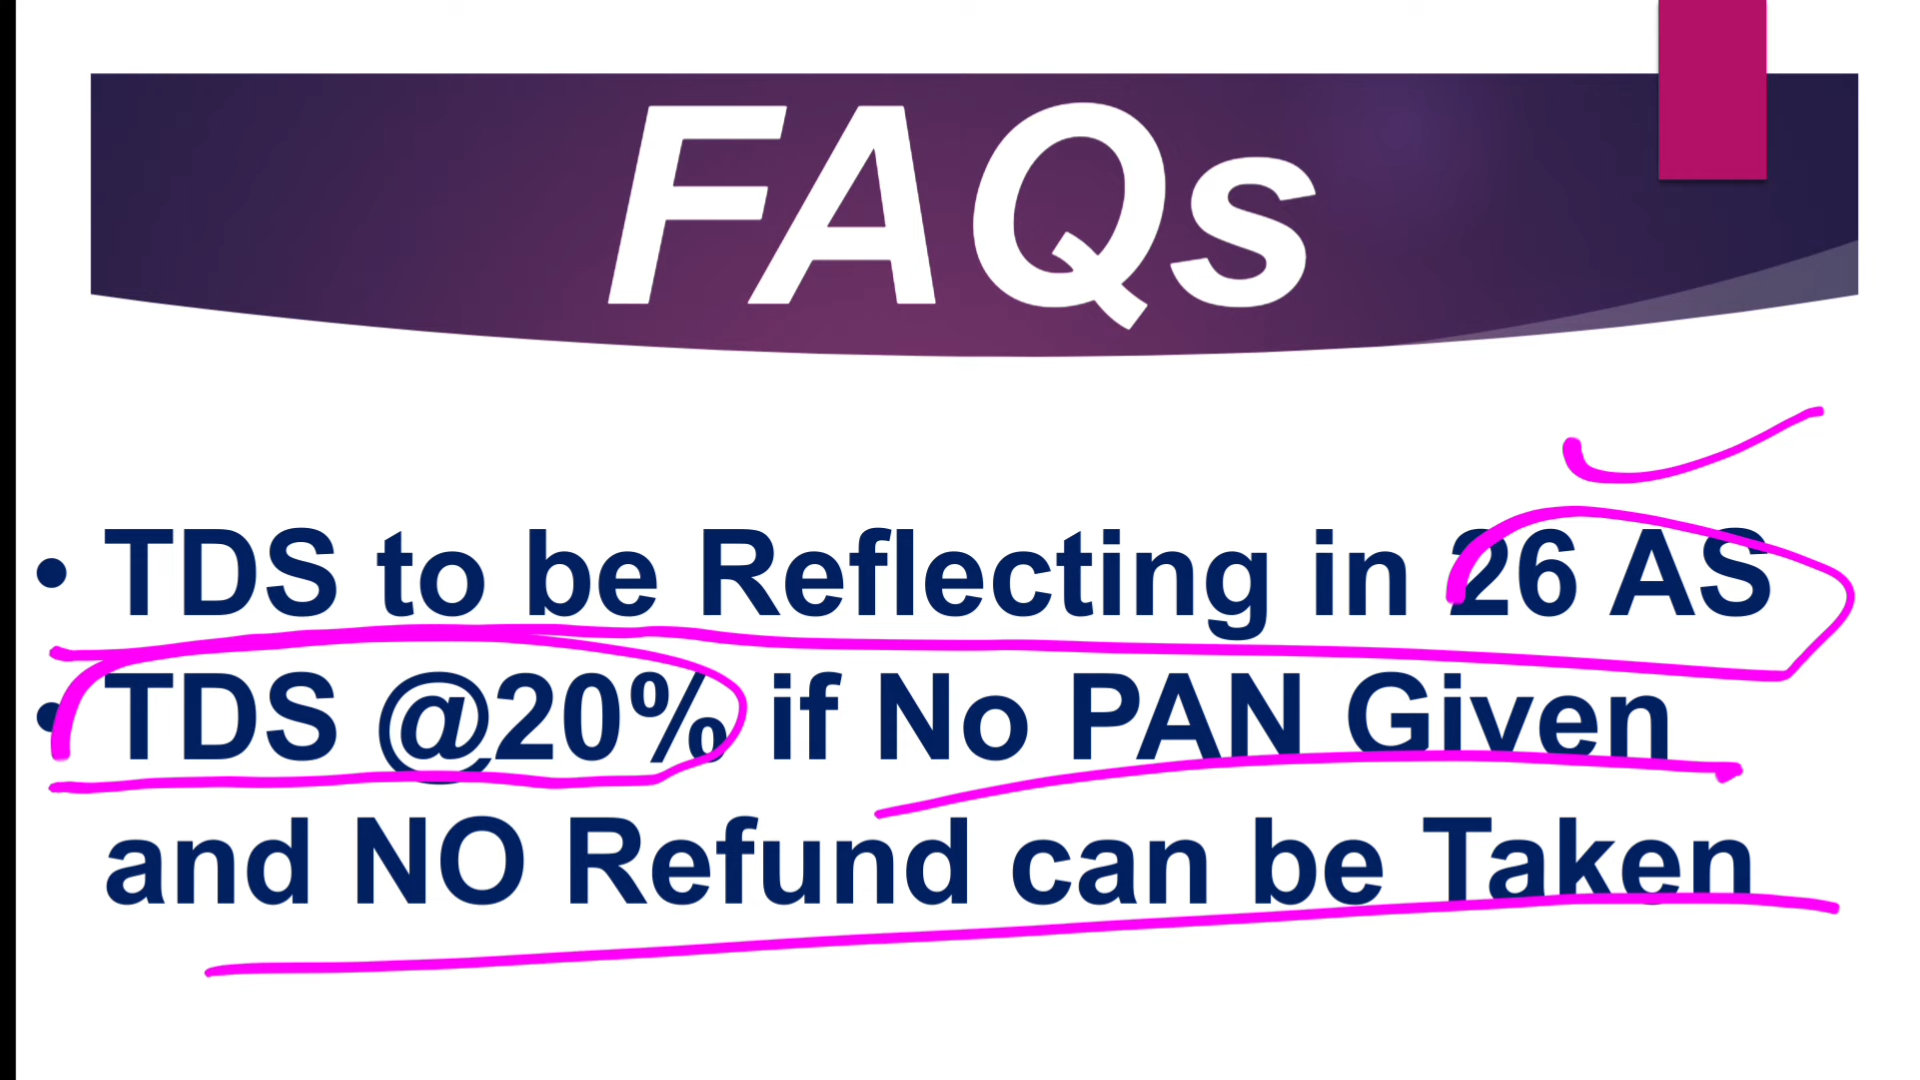 FAQs
• TDS to be Reflecting in 26 AS
• TDS @20% if No PAN Given
and NO Refund can be Taken